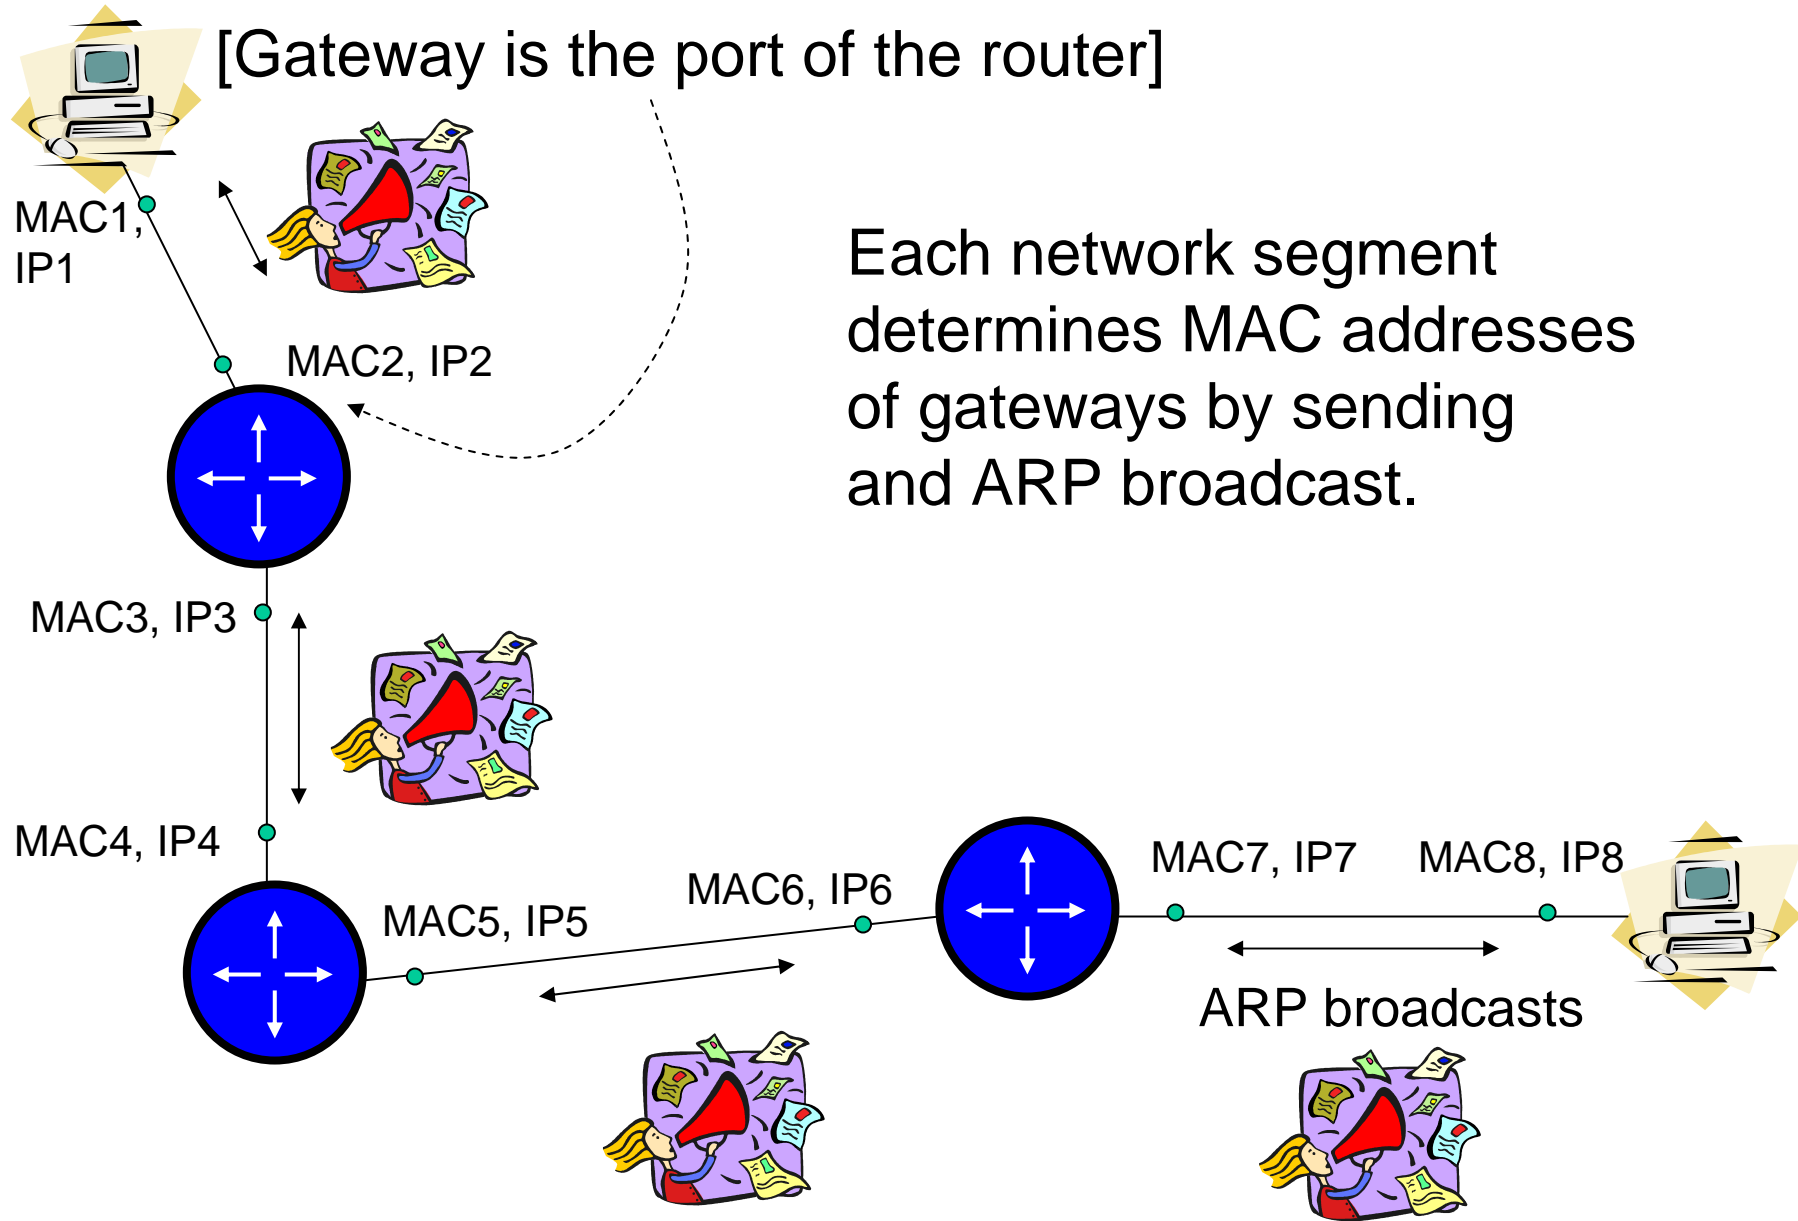 [Gateway is the port of the router]
MAC1,
IP1
Each network segment
determines MAC addresses
of gateways by sending
and ARP broadcast.
MAC2, IP2
MAC3, IP3
MAC4, IP4
MAC5, IP5
MAC6, IP6
MAC7, IP7
MAC8, IP8
ARP broadcasts